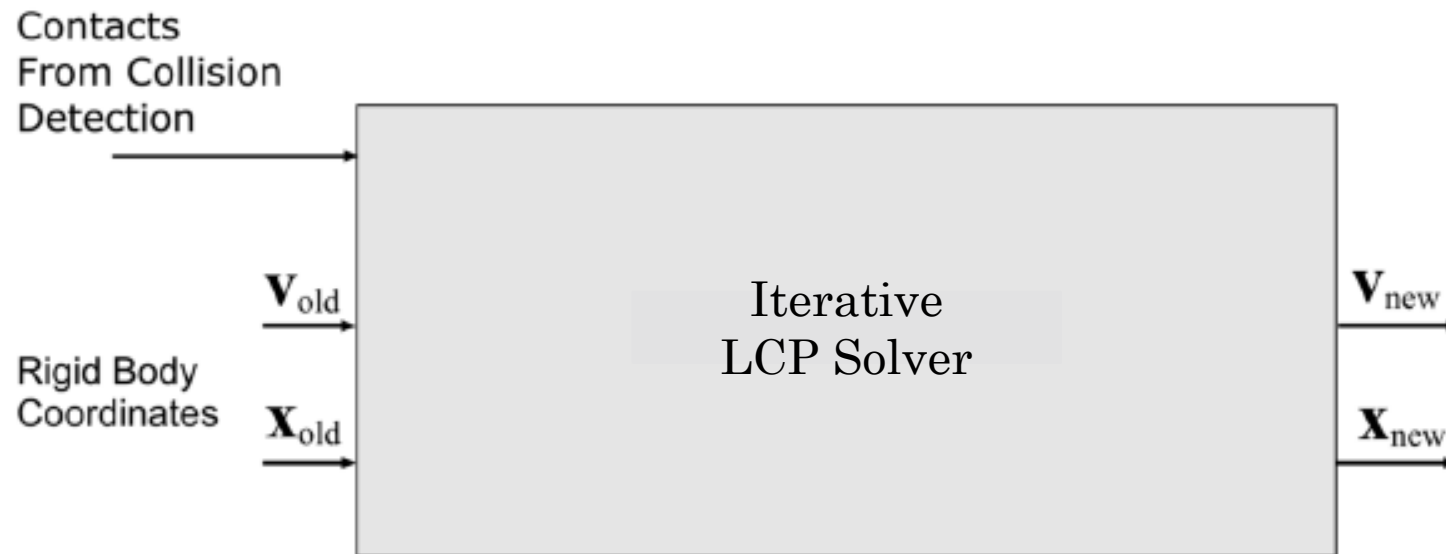 Contacts
From Collision
Detection
V_old
Iterative
LCP Solver
V_new
Rigid Body
Coordinates
X_old
X_new